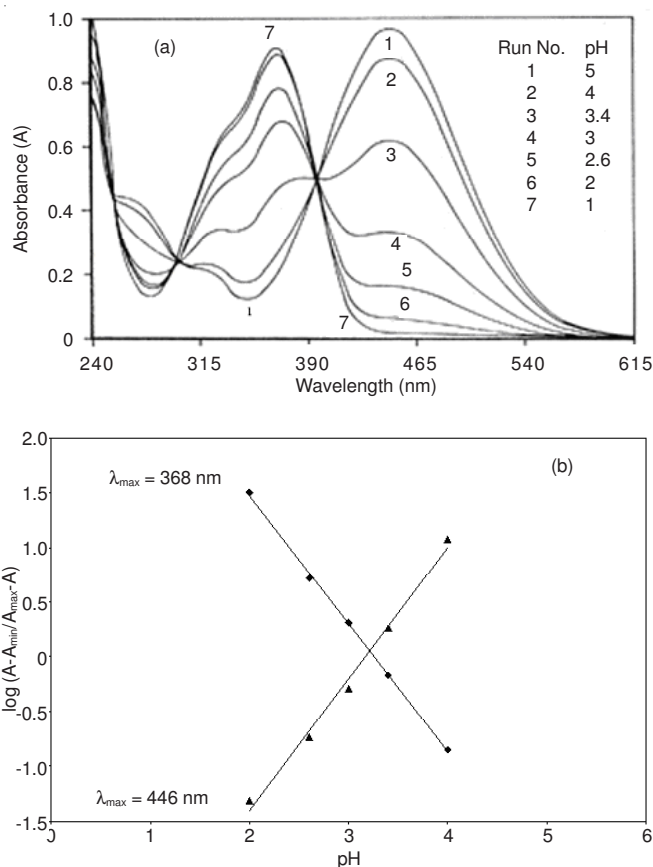 (a)
Absorbance (A)
1.0
0.8
0.6
0.4
0.2
0
7
1
2
3
4
5
6
7
1
Run No. pH
1 5
2 4
3 3.4
4 3
5 2.6
6 2
7 1
240 315 390 465 540 615
Wavelength (nm)
(b)
log (A-Amin/Amax-A)
2.0
1.5
1.0
0.5
0
-0.5
-1.0
-1.5
λmax = 368 nm
λmax = 446 nm
0 1 2 3 4 5 6
pH